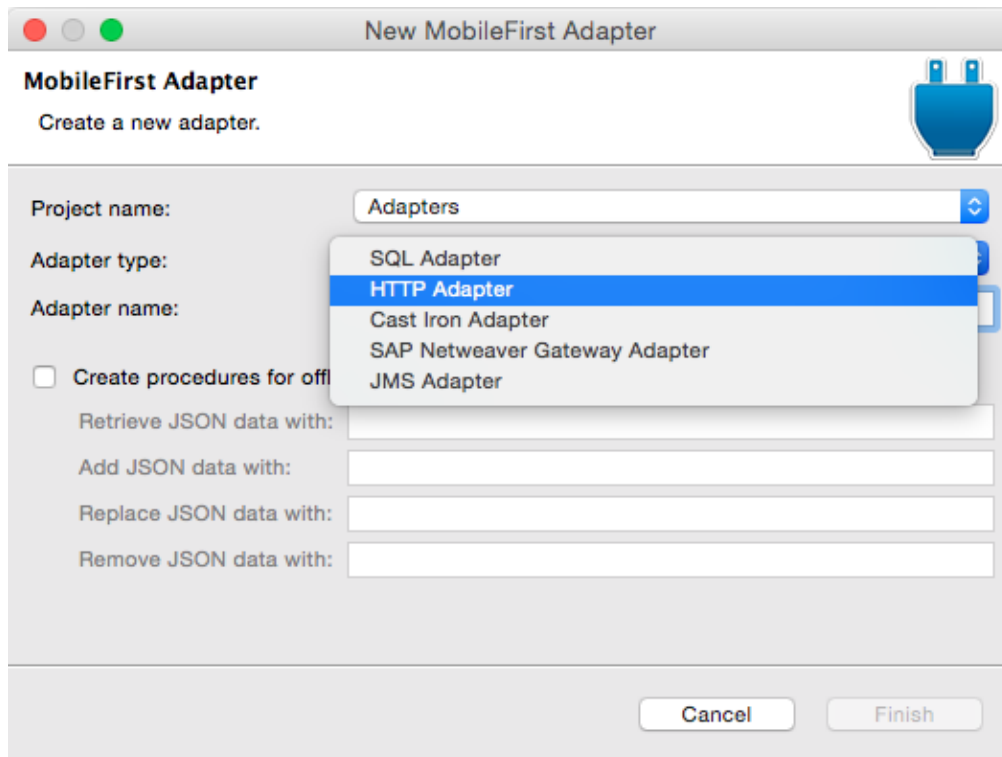 New MobileFirst Adapter
MobileFirst Adapter
Create a new adapter.
Project name:
Adapters
Adapter type:
SQL Adapter
HTTP Adapter
Adapter name:
Cast Iron Adapter
SAP Netweaver Gateway Adapter
JMS Adapter
Create procedures for offl
Retrieve JSON data with:
Add JSON data with:
Replace JSON data with:
Remove JSON data with:
Cancel
Finish